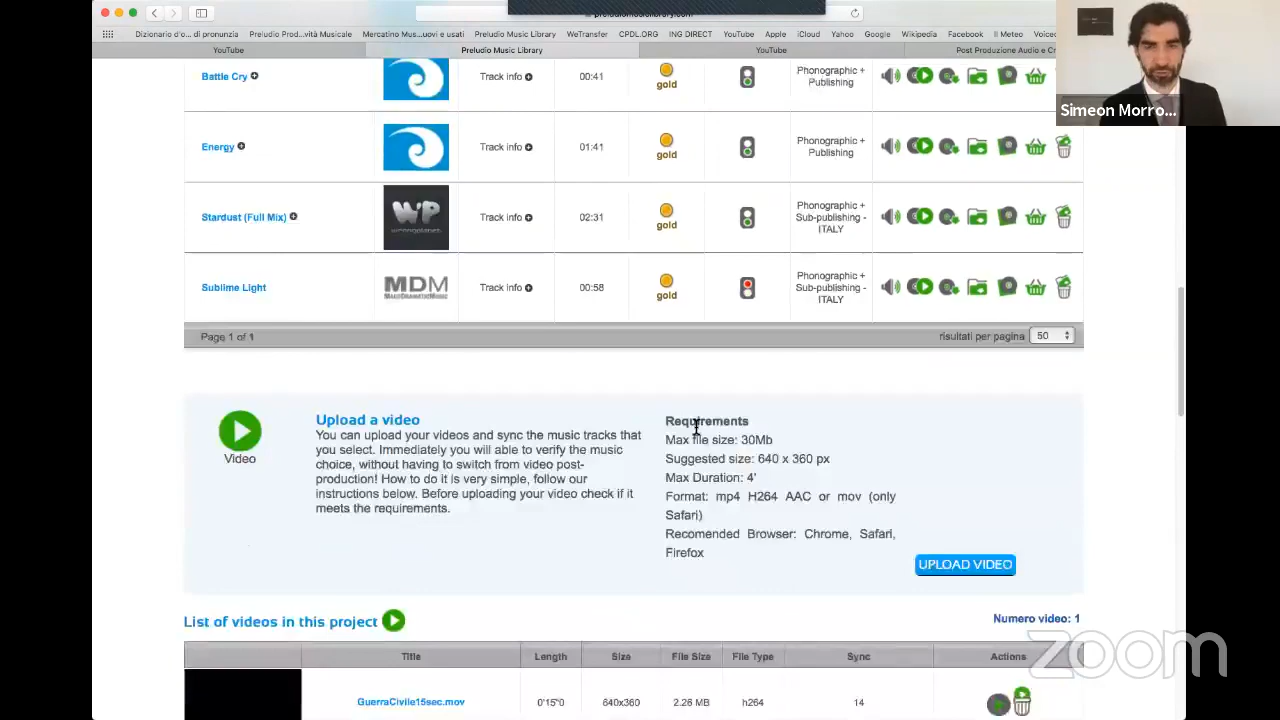 preludiomusiclibrary.com
Dizionario d'o... di pronunzia Preludio Prod...vità Musicale Mercatino Mus...uovi e usati Preludio Music Library WeTransfer CPDL.ORG ING DIRECT YouTube Apple iCloud Yahoo Google Wikipedia Facebook Il Meteo
YouTube Preludio Music Library YouTube Post Produzione Audio e Cr
Simeon Morro...
Battle Cry Track info 00:41 gold Phonographic +
Publishing
Energy Track info 01:41 gold Phonographic +
Publishing
Stardust (Full Mix) WP Track info 02:31 gold Phonographic +
Sub-publishing -
ITALY
Sublime Light MDM Track info 00:58 gold Phonographic +
Sub-publishing -
ITALY
Page 1 of 1 risultati per pagina 50
Video
Upload a video
You can upload your videos and sync the music tracks that
you select. Immediately you will able to verify the music
choice, without having to switch from video post-
production! How to do it is very simple, follow our
instructions below. Before uploading your video check if it
meets the requirements.
Requirements
Max file size: 30Mb
Suggested size: 640 x 360 px
Max Duration: 4'
Format: mp4 H264 AAC or mov (only
Safari)
Recomended Browser: Chrome, Safari,
Firefox
UPLOAD VIDEO
List of videos in this project Numero video: 1
Title Length Size File Size File Type Sync Actions
GuerraCivile15sec.mov 0'15"0 640x360 2.26 MB h264 14
zoom